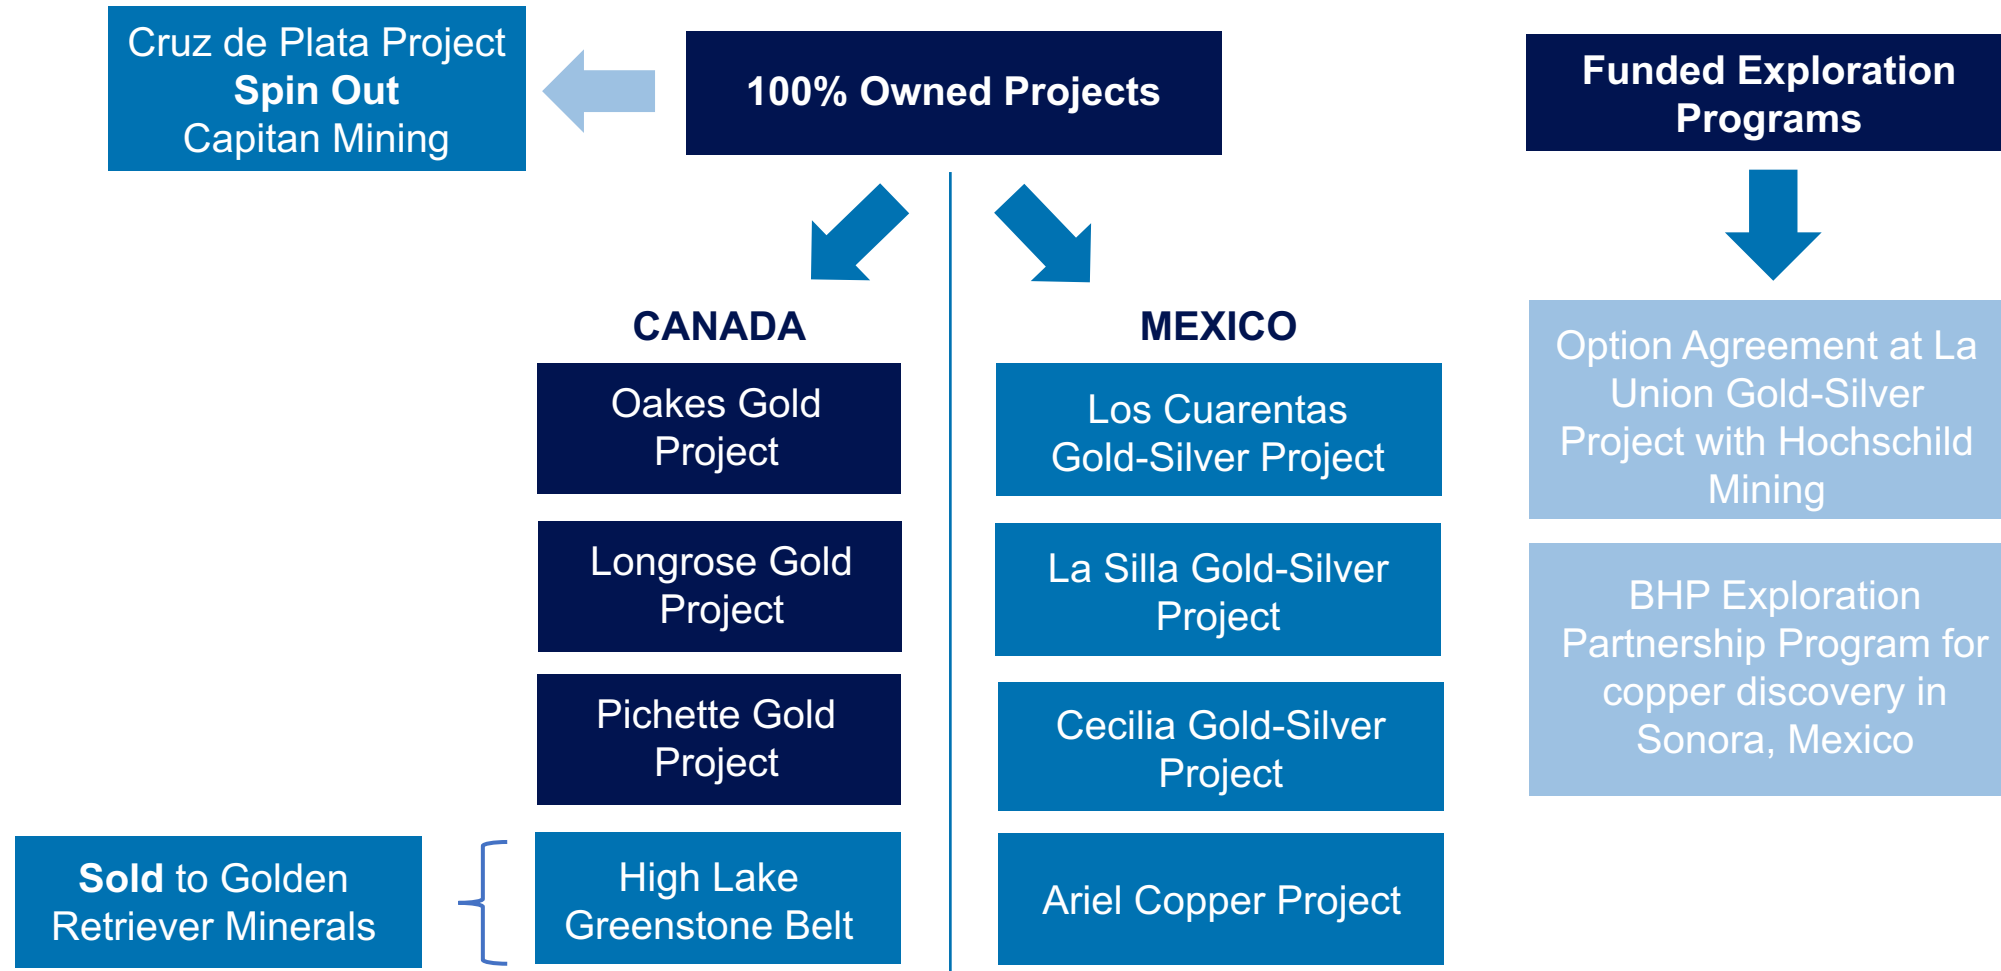 Cruz de Plata Project
Spin Out
Capitan Mining
100% Owned Projects
Funded Exploration
Programs
CANADA
MEXICO
Oakes Gold
Project
Longrose Gold
Project
Pichette Gold
Project
High Lake
Greenstone Belt
Sold to Golden
Retriever Minerals
Los Cuarentas
Gold-Silver Project
La Silla Gold-Silver
Project
Cecilia Gold-Silver
Project
Ariel Copper Project
Option Agreement at La
Union Gold-Silver
Project with Hochschild
Mining
BHP Exploration
Partnership Program for
copper discovery in
Sonora, Mexico